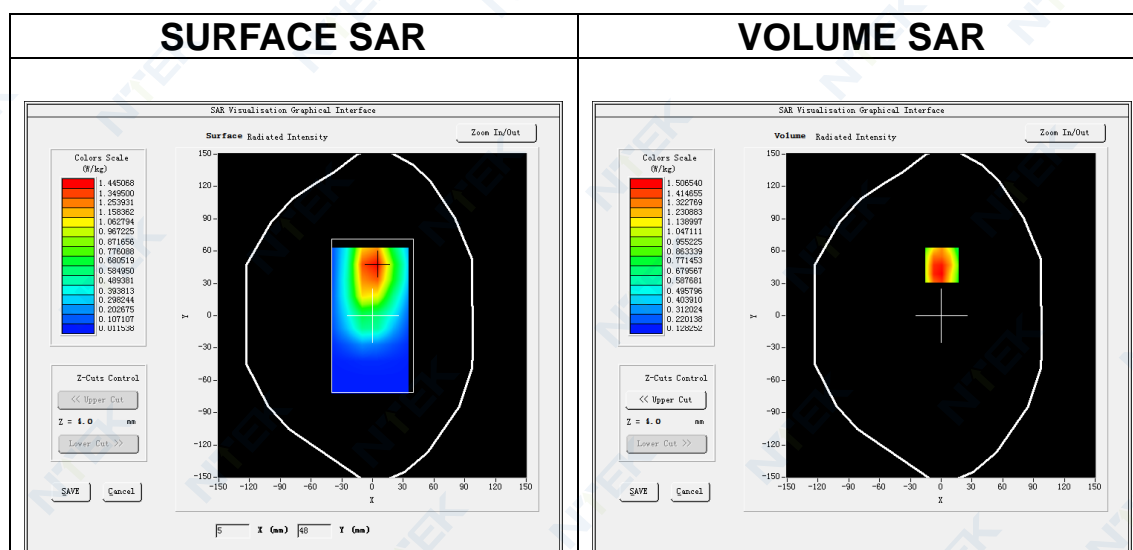 SURFACE SAR
VOLUME SAR
SAR Visualisation Graphical Interface
Surface Radiated Intensity
Zoom In/Out
Colors Scale
(W/kg)
1.445068
1.349500
1.253931
1.158362
1.062794
0.967225
0.871656
0.776088
0.680519
0.584950
0.489381
0.393813
0.298244
0.202675
0.107107
0.011538
Z-Cuts Control
<< Upper Cut
Z = 4.0 mm
Lower Cut >>
SAVE
Cancel
150
120
90
60
30
0
-30
-60
-90
-120
-150
Y
-150 -120 -90 -60 -30 0 30 60 90 120 150
X
5 X (mm) 48 Y (mm)
SAR Visualisation Graphical Interface
Volume Radiated Intensity
Zoom In/Out
Colors Scale
(W/kg)
1.506540
1.414655
1.322769
1.230883
1.138997
1.047111
0.955225
0.863339
0.771453
0.679567
0.587681
0.495796
0.403910
0.312024
0.220138
0.128252
Z-Cuts Control
<< Upper Cut
Z = 4.0 mm
Lower Cut >>
SAVE
Cancel
150
120
90
60
30
0
-30
-60
-90
-120
-150
Y
-150 -120 -90 -60 -30 0 30 60 90 120 150
X
NTEK